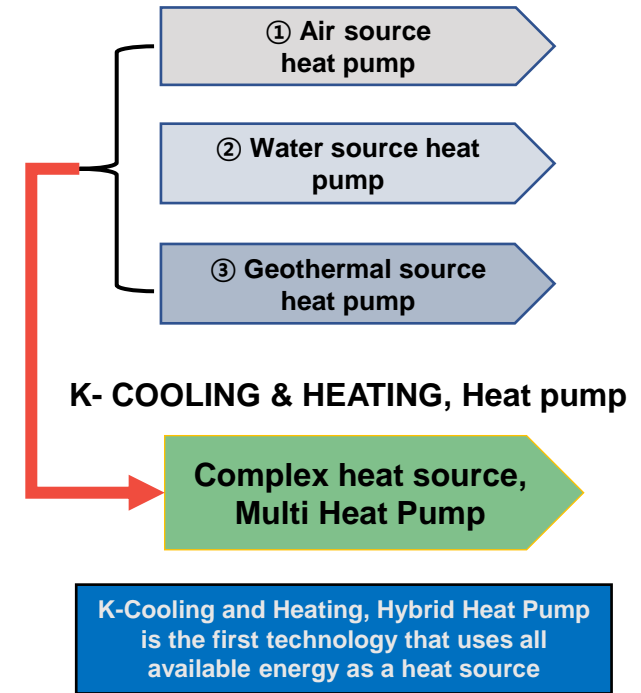 ① Air source
heat pump
② Water source heat
pump
③ Geothermal source
heat pump
K- COOLING & HEATING, Heat pump
Complex heat source,
Multi Heat Pump
K-Cooling and Heating, Hybrid Heat Pump
is the first technology that uses all
available energy as a heat source